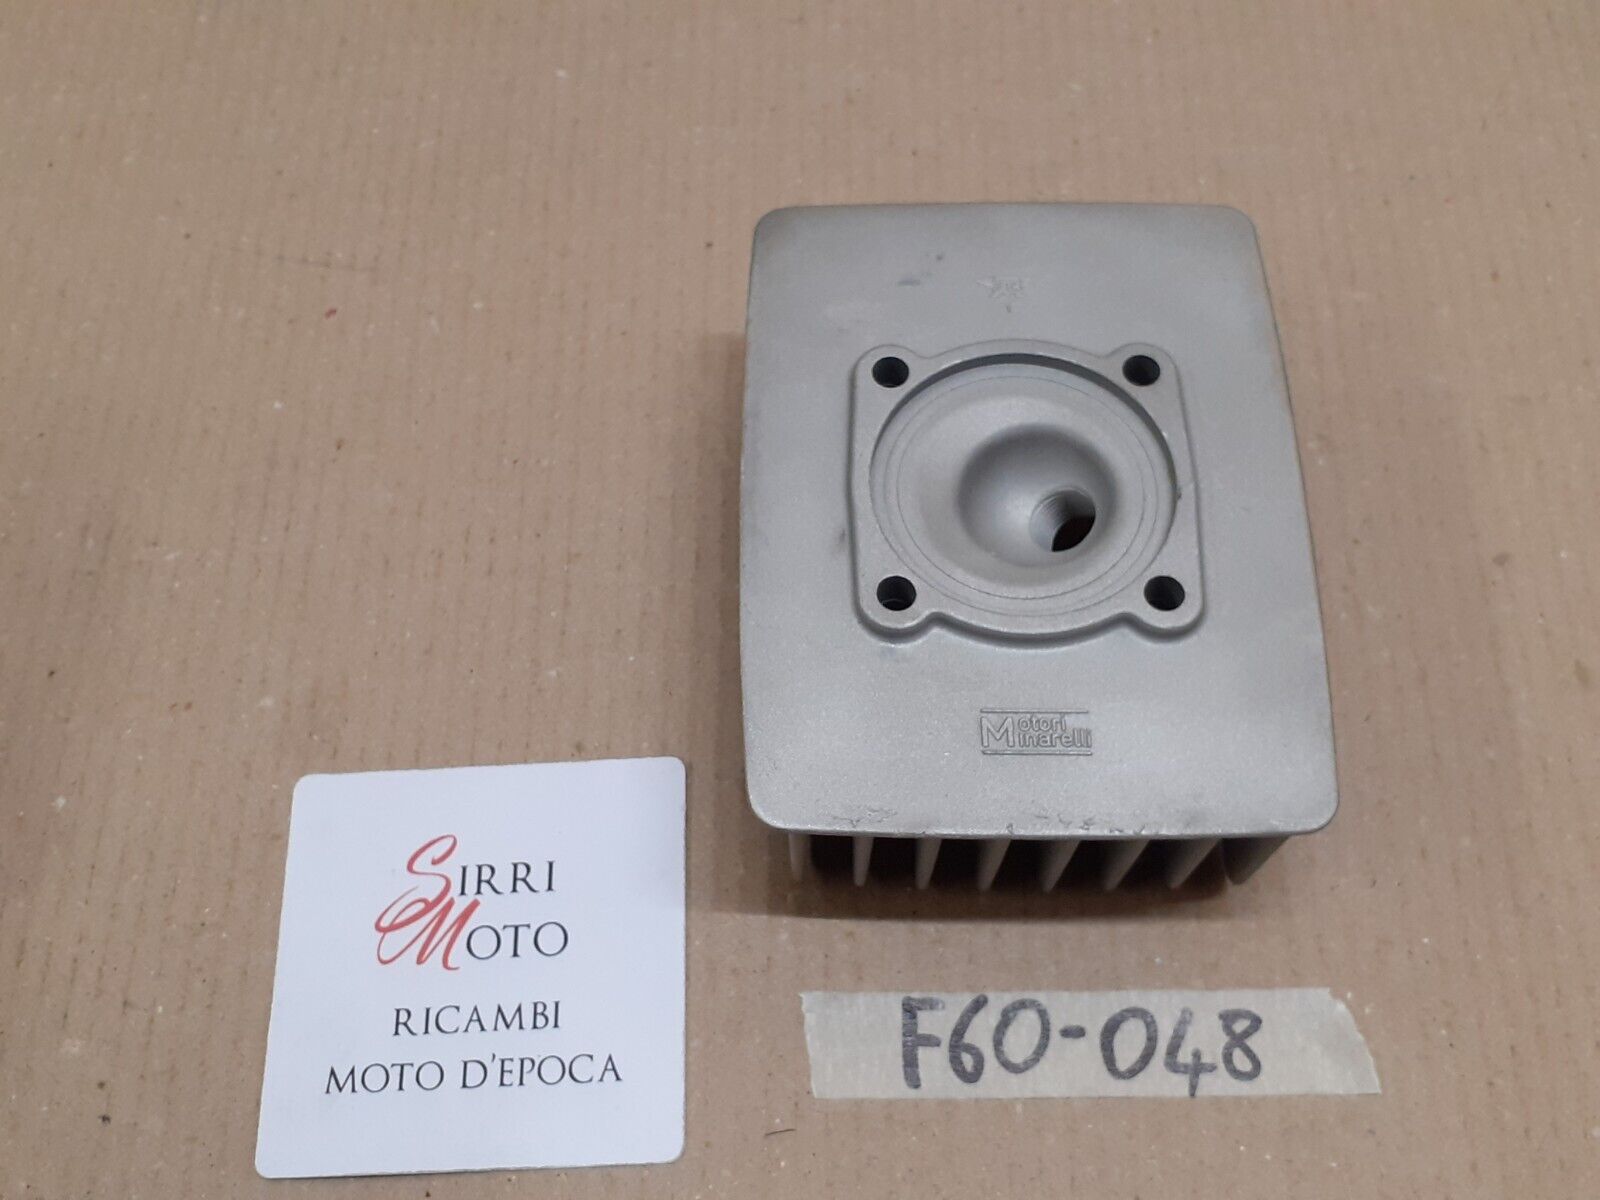 Motori
Minarelli
SIRRI
MOTO
RICAMBI
MOTO D'EPOCA
F60-048